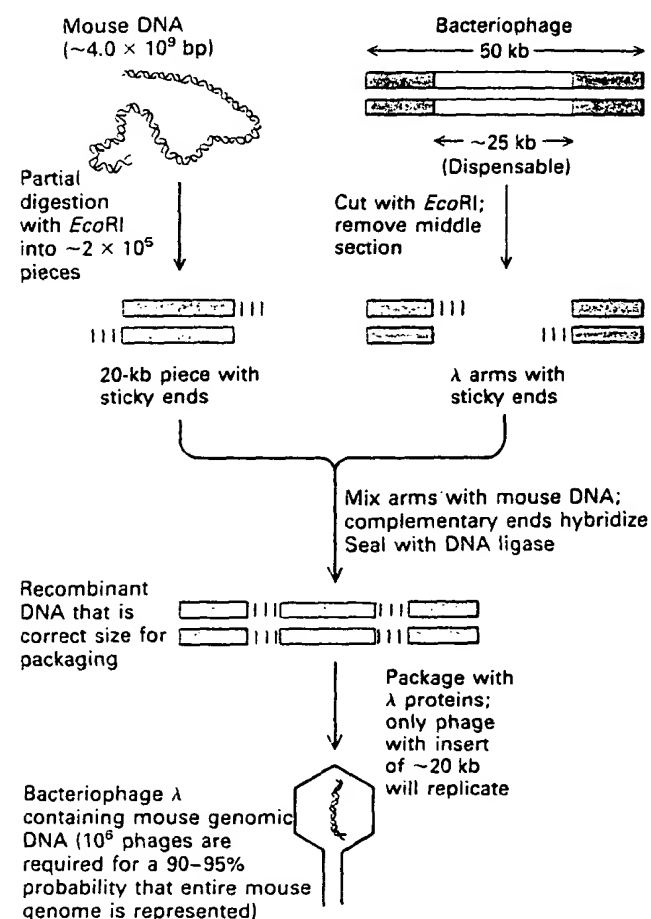 Mouse DNA
(~4.0 × 10⁹ bp)
Bacteriophage
50 kb
~25 kb
(Dispensable)
Partial
digestion
with EcoRI
into ~2 × 10⁵
pieces
Cut with EcoRI;
remove middle
section
20-kb piece with
sticky ends
λ arms with
sticky ends
Mix arms with mouse DNA;
complementary ends hybridize
Seal with DNA ligase
Recombinant
DNA that is
correct size for
packaging
Package with
λ proteins;
only phage
with insert
of ~20 kb
will replicate
Bacteriophage λ
containing mouse genomic
DNA (10⁶ phages are
required for a 90–95%
probability that entire mouse
genome is represented)